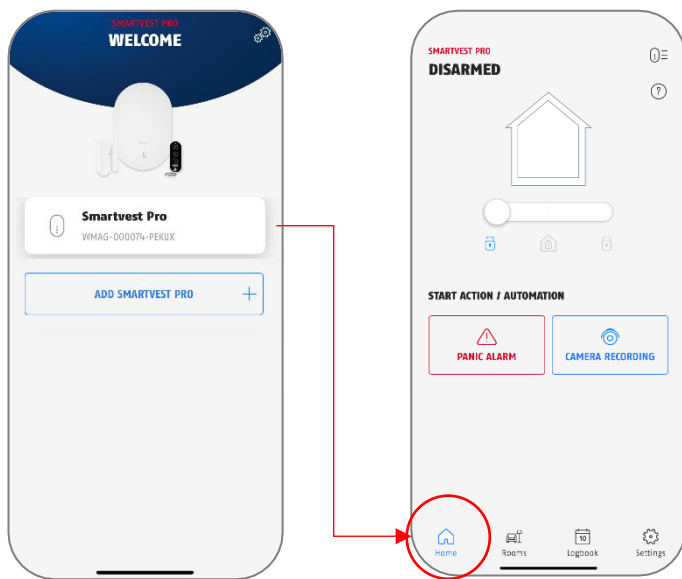 SMARTVEST PRO
WELCOME
Smartvest Pro
WMAG-000074-PEKUX
ADD SMARTVEST PRO
SMARTVEST PRO
DISARMED
START ACTION / AUTOMATION
PANIC ALARM
CAMERA RECORDING
10
Home
Rooms
Logbook
Settings